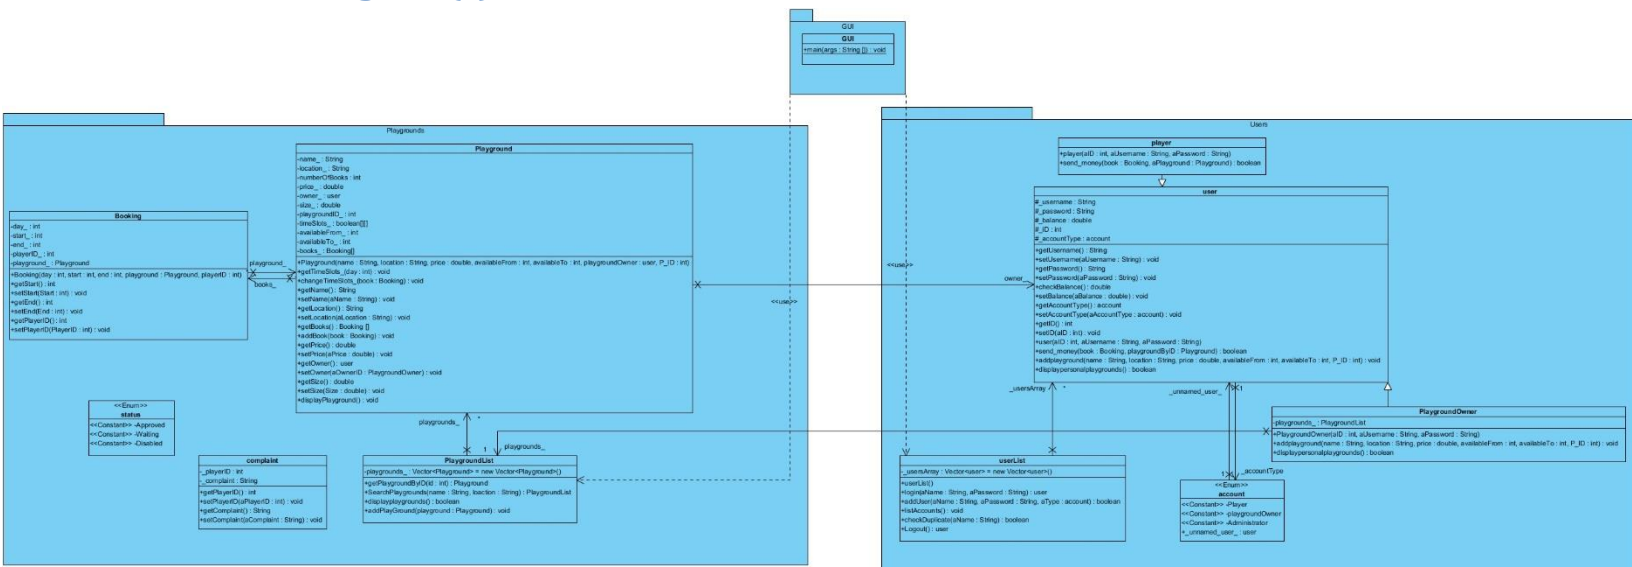 GUI
GUI
+main(args : String []) : void
<<use>>
<<use>>
Playgrounds
Playground
-name_ : String
-location_ : String
-numberOfBooks : int
-price_ : double
-owner_ : user
-size_ : double
-playgroundID_ : int
-timeSlots_ : boolean[][]
-availableFrom_ : int
-availableTo_ : int
-books_ : Booking[]
+Playground(name : String, location : String, price : double, availableFrom : int, availableTo : int, playgroundOwner : user, P_ID : int)
+getTimeSlots_(day : int) : void
+changeTimeSlots_(book : Booking) : void
+getName() : String
+setName(aName : String) : void
+getLocation() : String
+setLocation(aLocation : String) : void
+getBooks() : Booking []
+addBook(book : Booking) : void
+getPrice() : double
+setPrice(aPrice : double) : void
+getOwner() : user
+setOwner(aOwnerID : PlaygroundOwner) : void
+getSize() : double
+setSize(Size : double) : void
+displayPlayground() : void
Booking
-day_ : int
-start_ : int
-end_ : int
-playerID_ : int
-playground_ : Playground
+Booking(day : int, start : int, end : int, playground : Playground, playerID : int)
+getStart() : int
+setStart(Start : int) : void
+getEnd() : int
+setEnd(End : int) : void
+getPlayerID() : int
+setPlayerID(PlayerID : int) : void
playground_
books_
<<Enum>>
status
<<Constant>> -Approved
<<Constant>> -Waiting
<<Constant>> -Disabled
complaint
-_playerID : int
-_complaint : String
+getPlayerID() : int
+setPlayerID(aPlayerID : int) : void
+getComplaint() : String
+setComplaint(aComplaint : String) : void
playgrounds_ *
1 playgrounds_
PlaygroundList
-playgrounds_ : Vector<Playground> = new Vector<Playground>()
+getPlaygroundByID(id : int) : Playground
+SearchPlaygrounds(name : String, loaction : String) : PlaygroundList
+displayplaygrounds() : boolean
+addPlayGround(playground : Playground) : void
Users
player
+player(aID : int, aUsername : String, aPassword : String)
+send_money(book : Booking, aPlayground : Playground) : boolean
user
#_username : String
#_password : String
#_balance : double
#_ID : int
#_accountType : account
+getUsername() : String
+setUsername(aUsername : String) : void
+getPassword() : String
+setPassword(aPassword : String) : void
+checkBalance() : double
+setBalance(aBalance : double) : void
+getAccountType() : account
+setAccountType(aAccountType : account) : void
+getID() : int
+setID(aID : int) : void
+user(aID : int, aUsername : String, aPassword : String)
+send_money(book : Booking, playgroundByID : Playground) : boolean
+addplayground(name : String, location : String, price : double, availableFrom : int, availableTo : int, P_ID : int) : void
+displaypersonalplaygrounds() : boolean
owner_
_usersArray *
_unnamed_user_ 1
PlaygroundOwner
-playgrounds_ : PlaygroundList
+PlaygroundOwner(aID : int, aUsername : String, aPassword : String)
+addplayground(name : String, location : String, price : double, availableFrom : int, availableTo : int, P_ID : int) : void
+displaypersonalplaygrounds() : boolean
userList
-_usersArray : Vector<user> = new Vector<user>()
+userList()
+login(aName : String, aPassword : String) : user
+addUser(aName : String, aPassword : String, aType : account) : boolean
+listAccounts() : void
+checkDuplicate(aName : String) : boolean
+Logout() : user
1 _accountType
<<Enum>>
account
<<Constant>> -Player
<<Constant>> -playgroundOwner
<<Constant>> -Administrator
+_unnamed_user_ : user